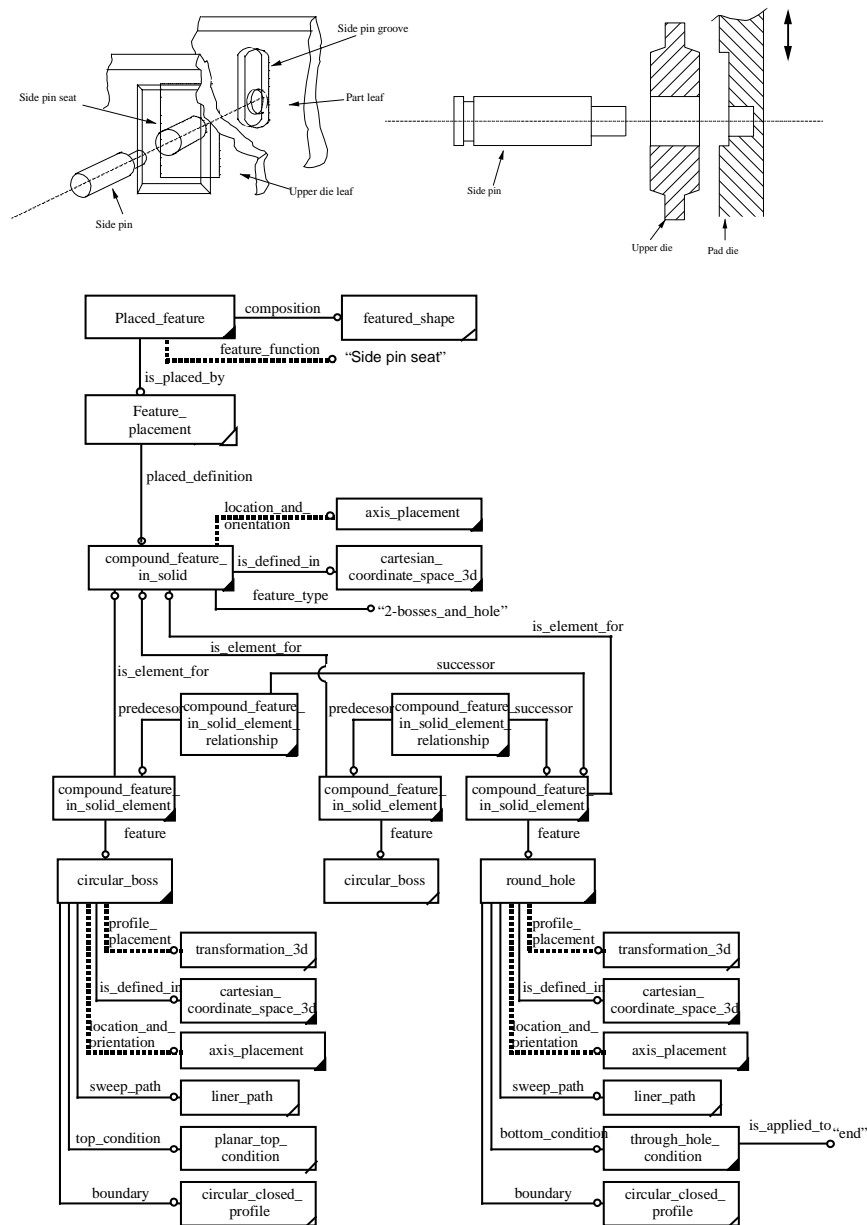 Side pin groove
Side pin seat
Part leaf
Upper die leaf
Side pin
Side pin
Upper die
Pad die
Placed_feature
composition
featured_shape
feature_function
“Side pin seat”
is_placed_by
Feature_
placement
placed_definition
location_and_
orientation
axis_placement
compound_feature_
in_solid
is_defined_in
cartesian_
coordinate_space_3d
feature_type
“2-bosses_and_hole”
is_element_for
is_element_for
is_element_for
successor
predecesor
compound_feature_
in_solid_element_
relationship
predecesor
compound_feature_
in_solid_element_
relationship
successor
compound_feature_
in_solid_element
compound_feature_
in_solid_element
compound_feature_
in_solid_element
feature
feature
feature
circular_boss
circular_boss
round_hole
profile_
placement
transformation_3d
is_defined_in
cartesian_
coordinate_space_3d
location_and_
orientation
axis_placement
sweep_path
liner_path
top_condition
planar_top_
condition
boundary
circular_closed_
profile
profile_
placement
transformation_3d
is_defined_in
cartesian_
coordinate_space_3d
location_and_
orientation
axis_placement
sweep_path
liner_path
bottom_condition
through_hole_
condition
is_applied_to
“end”
boundary
circular_closed_
profile